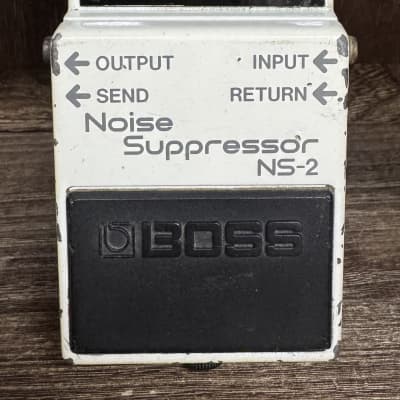 ← OUTPUT INPUT ←
← SEND RETURN ←
Noise
Suppressor
NS-2
BOSS